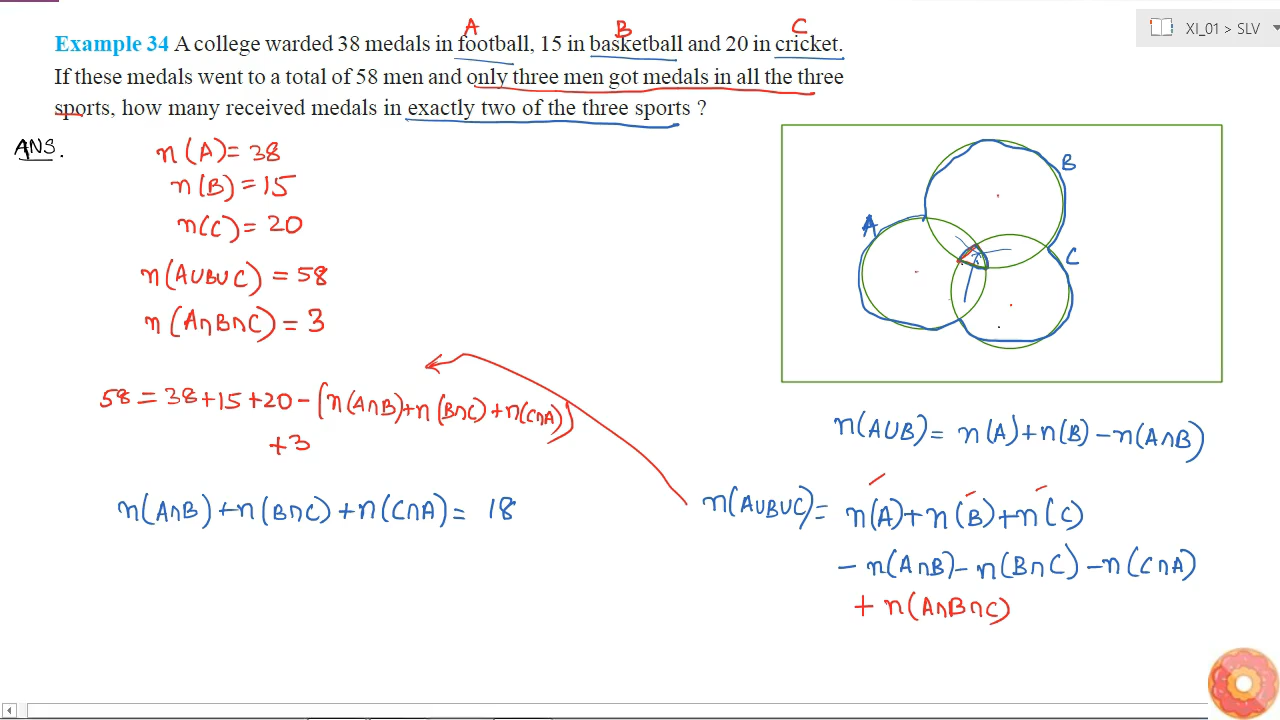 XI_01 > SLV
A B C
Example 34 A college warded 38 medals in football, 15 in basketball and 20 in cricket.
If these medals went to a total of 58 men and only three men got medals in all the three
sports, how many received medals in exactly two of the three sports ?
ANS.
n(A)= 38
n(B) = 15
n(C) = 20
n(A∪B∪C) = 58
n(A∩B∩C) = 3
58 = 38+15+20-(n(A∩B)+n(B∩C)+n(C∩A))
+3
n(A∩B)+n(B∩C)+n(C∩A)= 18
B
A
C
n(A∪B)= n(A)+n(B)-n(A∩B)
n(A∪B∪C)= n(A)+n(B)+n(C)
- n(A∩B)- n(B∩C)-n(C∩A)
+ n(A∩B∩C)